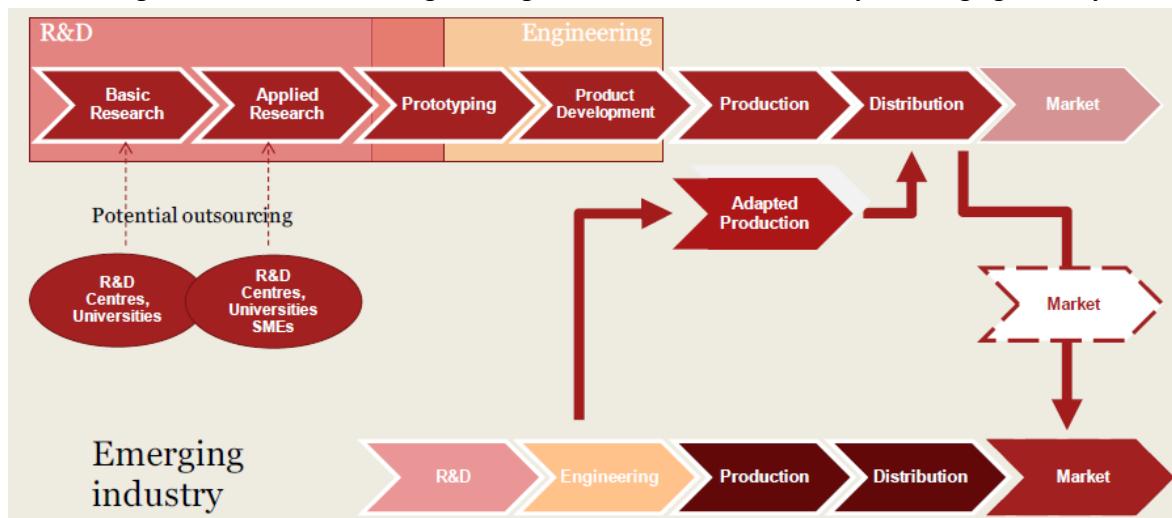 R&D
Engineering
Basic
Research
Applied
Research
Prototyping
Product
Development
Production
Distribution
Market
Adapted
Production
Potential outsourcing
R&D
Centres,
Universities
R&D
Centres,
Universities
SMEs
Market
Emerging
industry
R&D
Engineering
Production
Distribution
Market